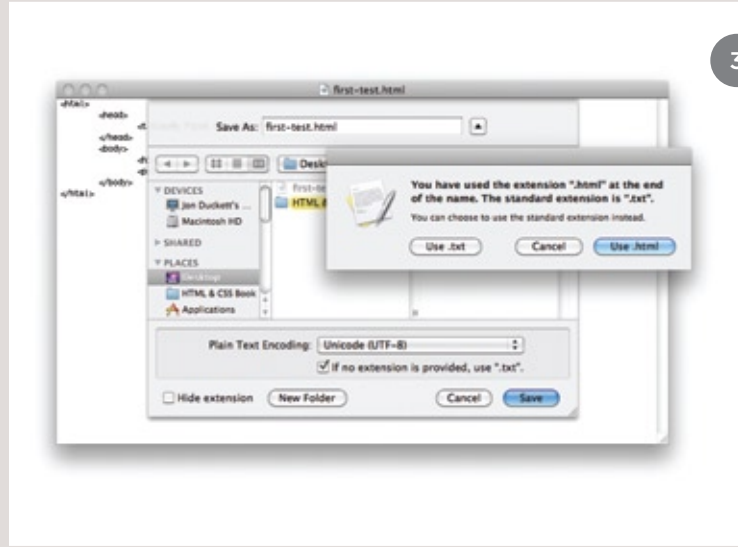 3
first-test.html
<html>
<head>
</head>
<body>
</body>
</html>
Save As: first-test.html
DEVICES
Jon Duckett's ...
Macintosh HD
SHARED
PLACES
Desktop
HTML & CSS Book
Applications
HTML &
You have used the extension ".html" at the end
of the name. The standard extension is ".txt".
You can choose to use the standard extension instead.
Use .txt
Cancel
Use .html
Plain Text Encoding: Unicode (UTF-8)
If no extension is provided, use ".txt".
Hide extension
New Folder
Cancel
Save